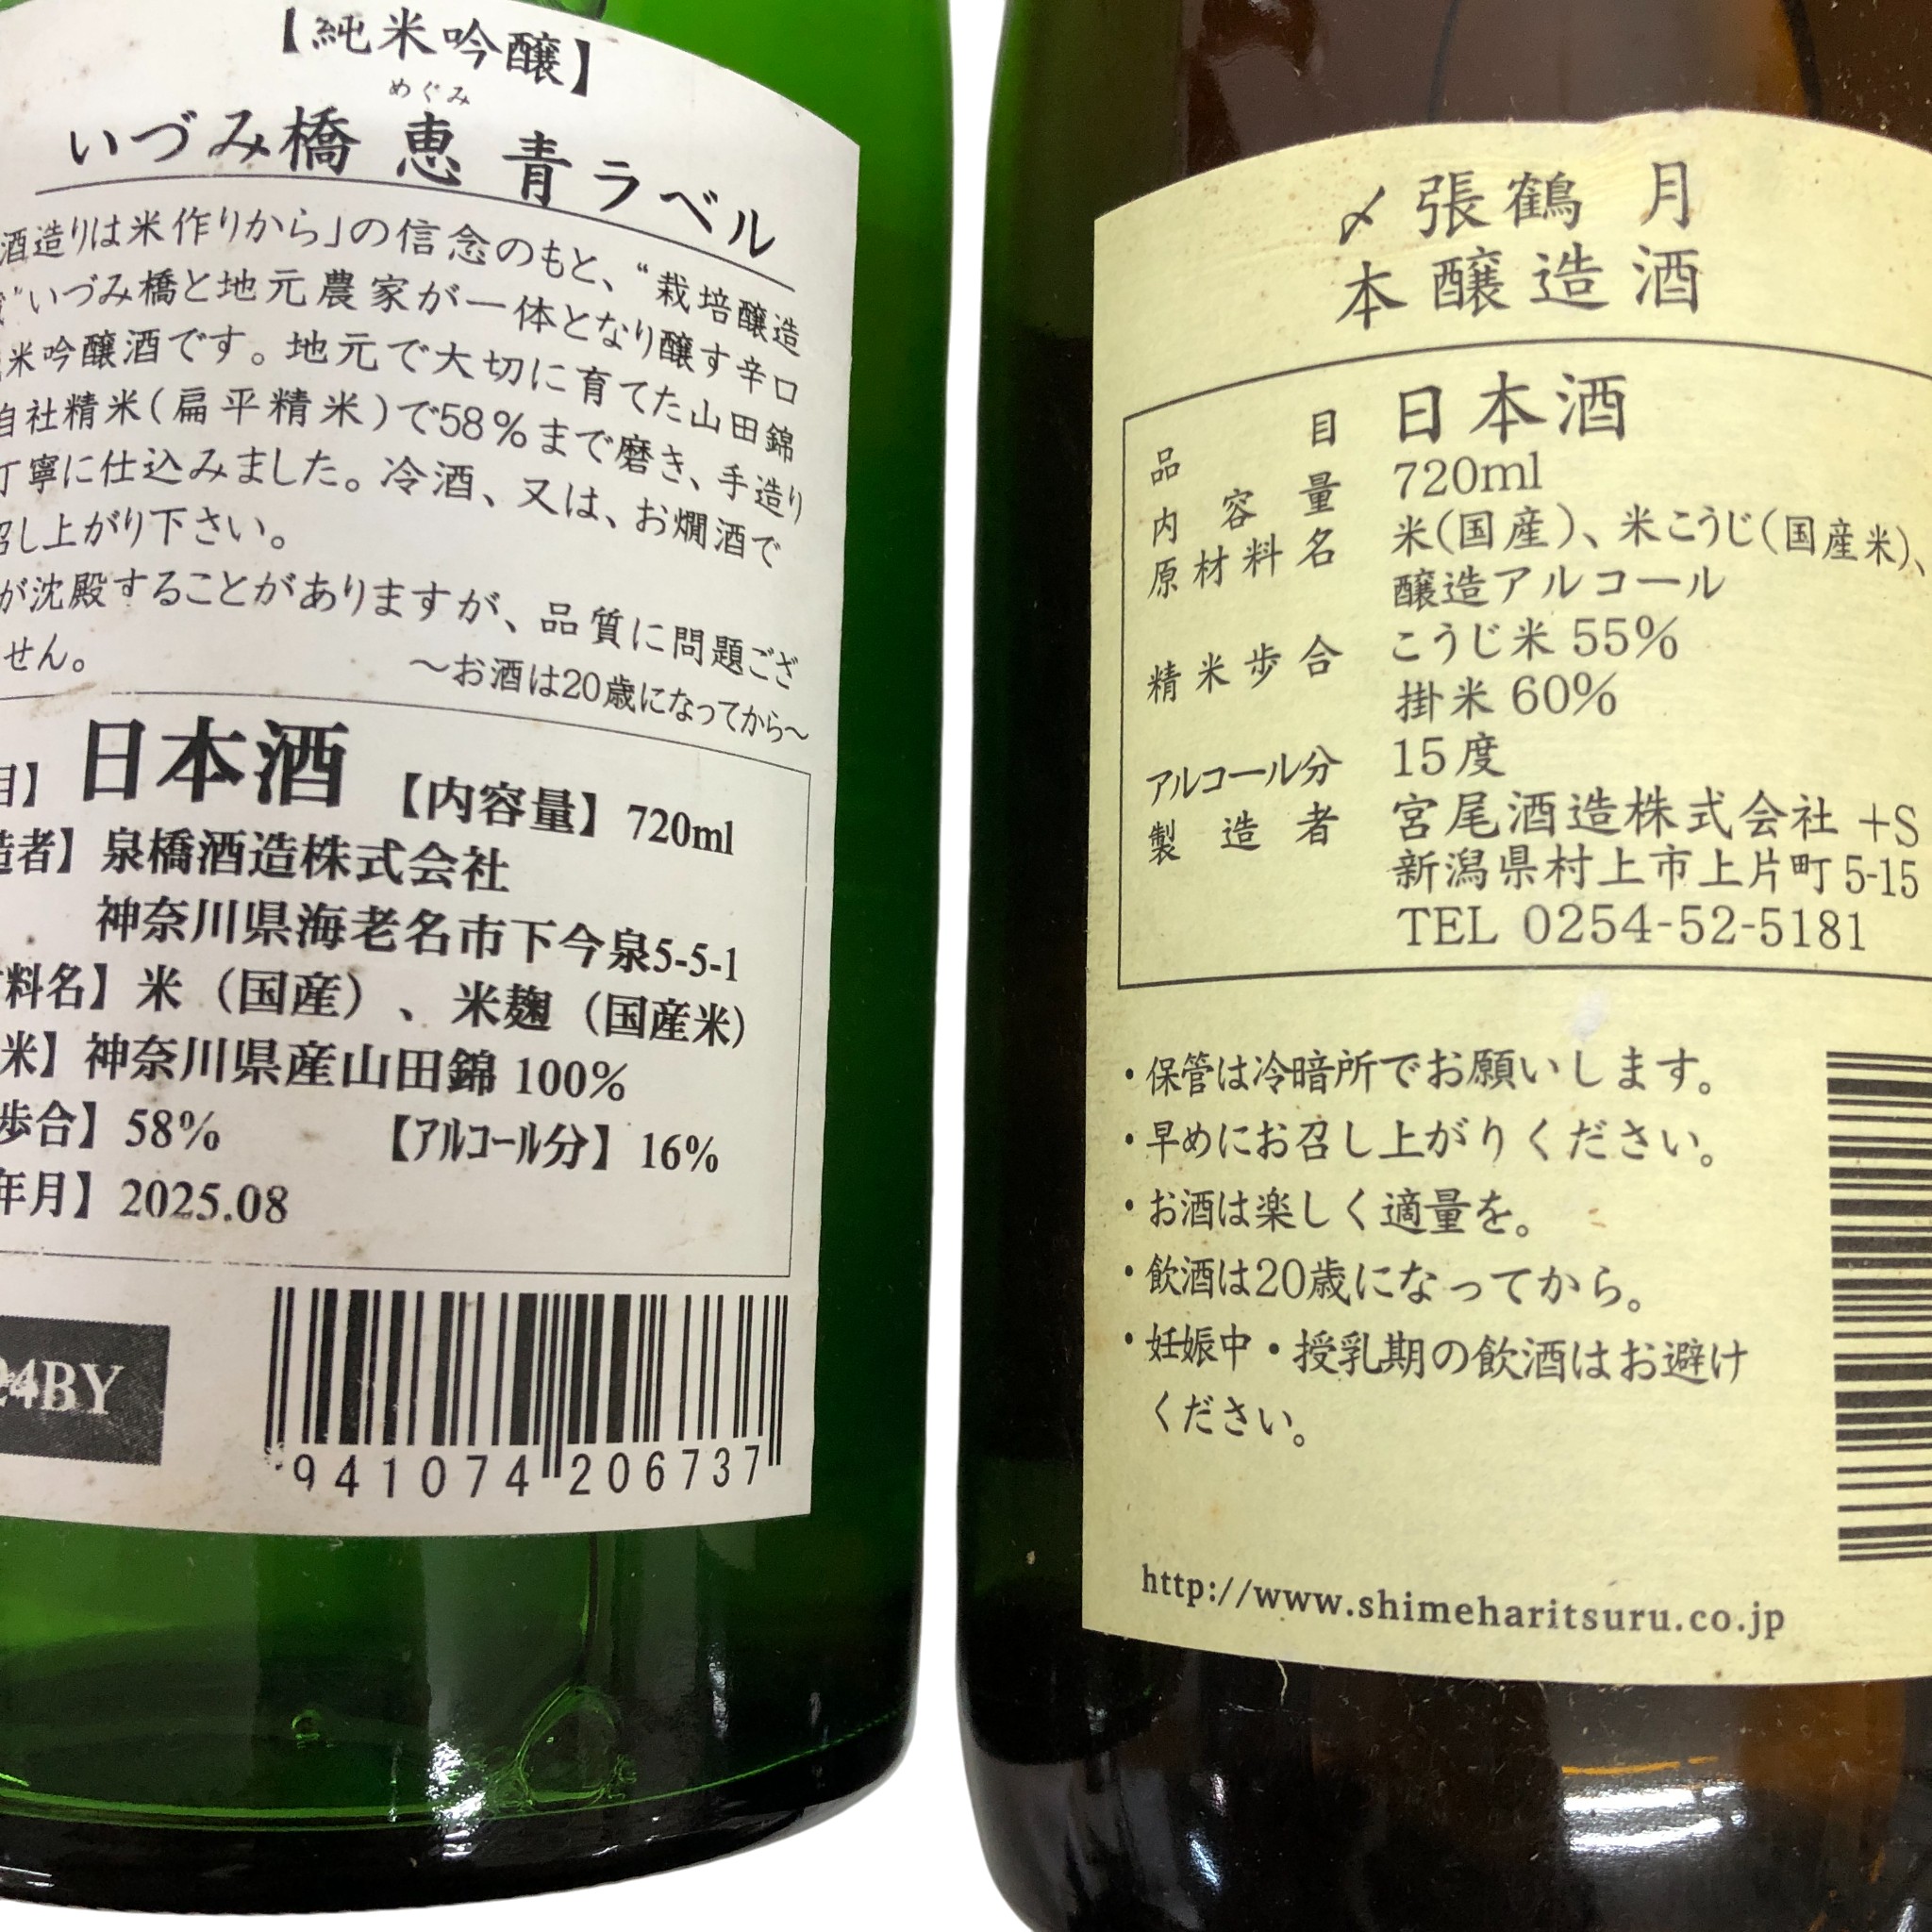 【純米吟醸】
めぐみ
いづみ橋 恵 青ラベル
酒造りは米作りから」の信念のもと、“栽培醸造
”いづみ橋と地元農家が一体となり醸す辛口
米吟醸酒です。地元で大切に育てた山田錦
自社精米(扁平精米)で58%まで磨き、手造り
丁寧に仕込みました。冷酒、又は、お燗酒で
召し上がり下さい。
が沈殿することがありますが、品質に問題ござ
せん。
～お酒は20歳になってから～
目】日本酒 【内容量】720ml
造者】泉橋酒造株式会社
神奈川県海老名市下今泉5-5-1
料名】米（国産）、米麹（国産米）
米】神奈川県産山田錦 100%
歩合】58% 【アルコール分】16%
年月】2025.08
24BY
941074 206737
〆張鶴 月
本醸造酒
品目 日本酒
内容量 720ml
原材料名 米(国産)、米こうじ(国産米)、
醸造アルコール
精米歩合 こうじ米 55%
掛米 60%
アルコール分 15度
製造者 宮尾酒造株式会社 +S
新潟県村上市上片町5-15
TEL 0254-52-5181
・保管は冷暗所でお願いします。
・早めにお召し上がりください。
・お酒は楽しく適量を。
・飲酒は20歳になってから。
・妊娠中・授乳期の飲酒はお避け
ください。
http://www.shimeharitsuru.co.jp